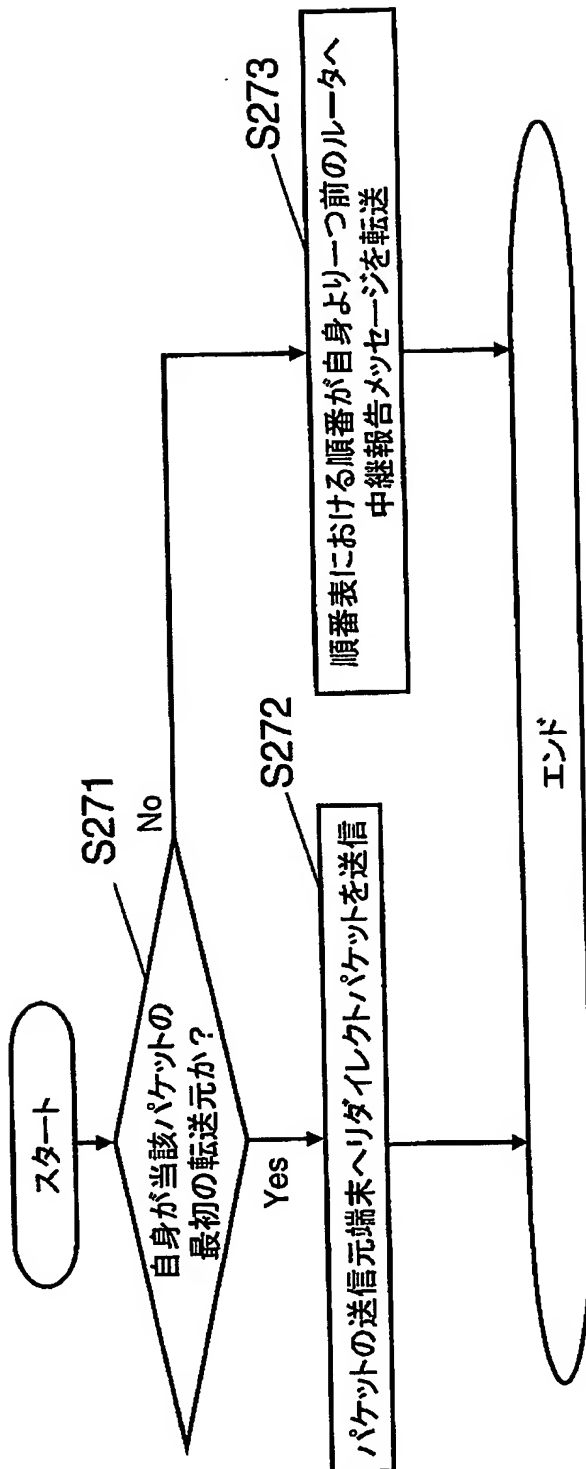 スタート
S271
自身が当該パケットの
最初の転送元か？
No
Yes
S272
パケットの送信元端末へリダイレクトパケットを送信
S273
順番表における順番が自身より一つ前のルータへ
中継報告メッセージを転送
エンド